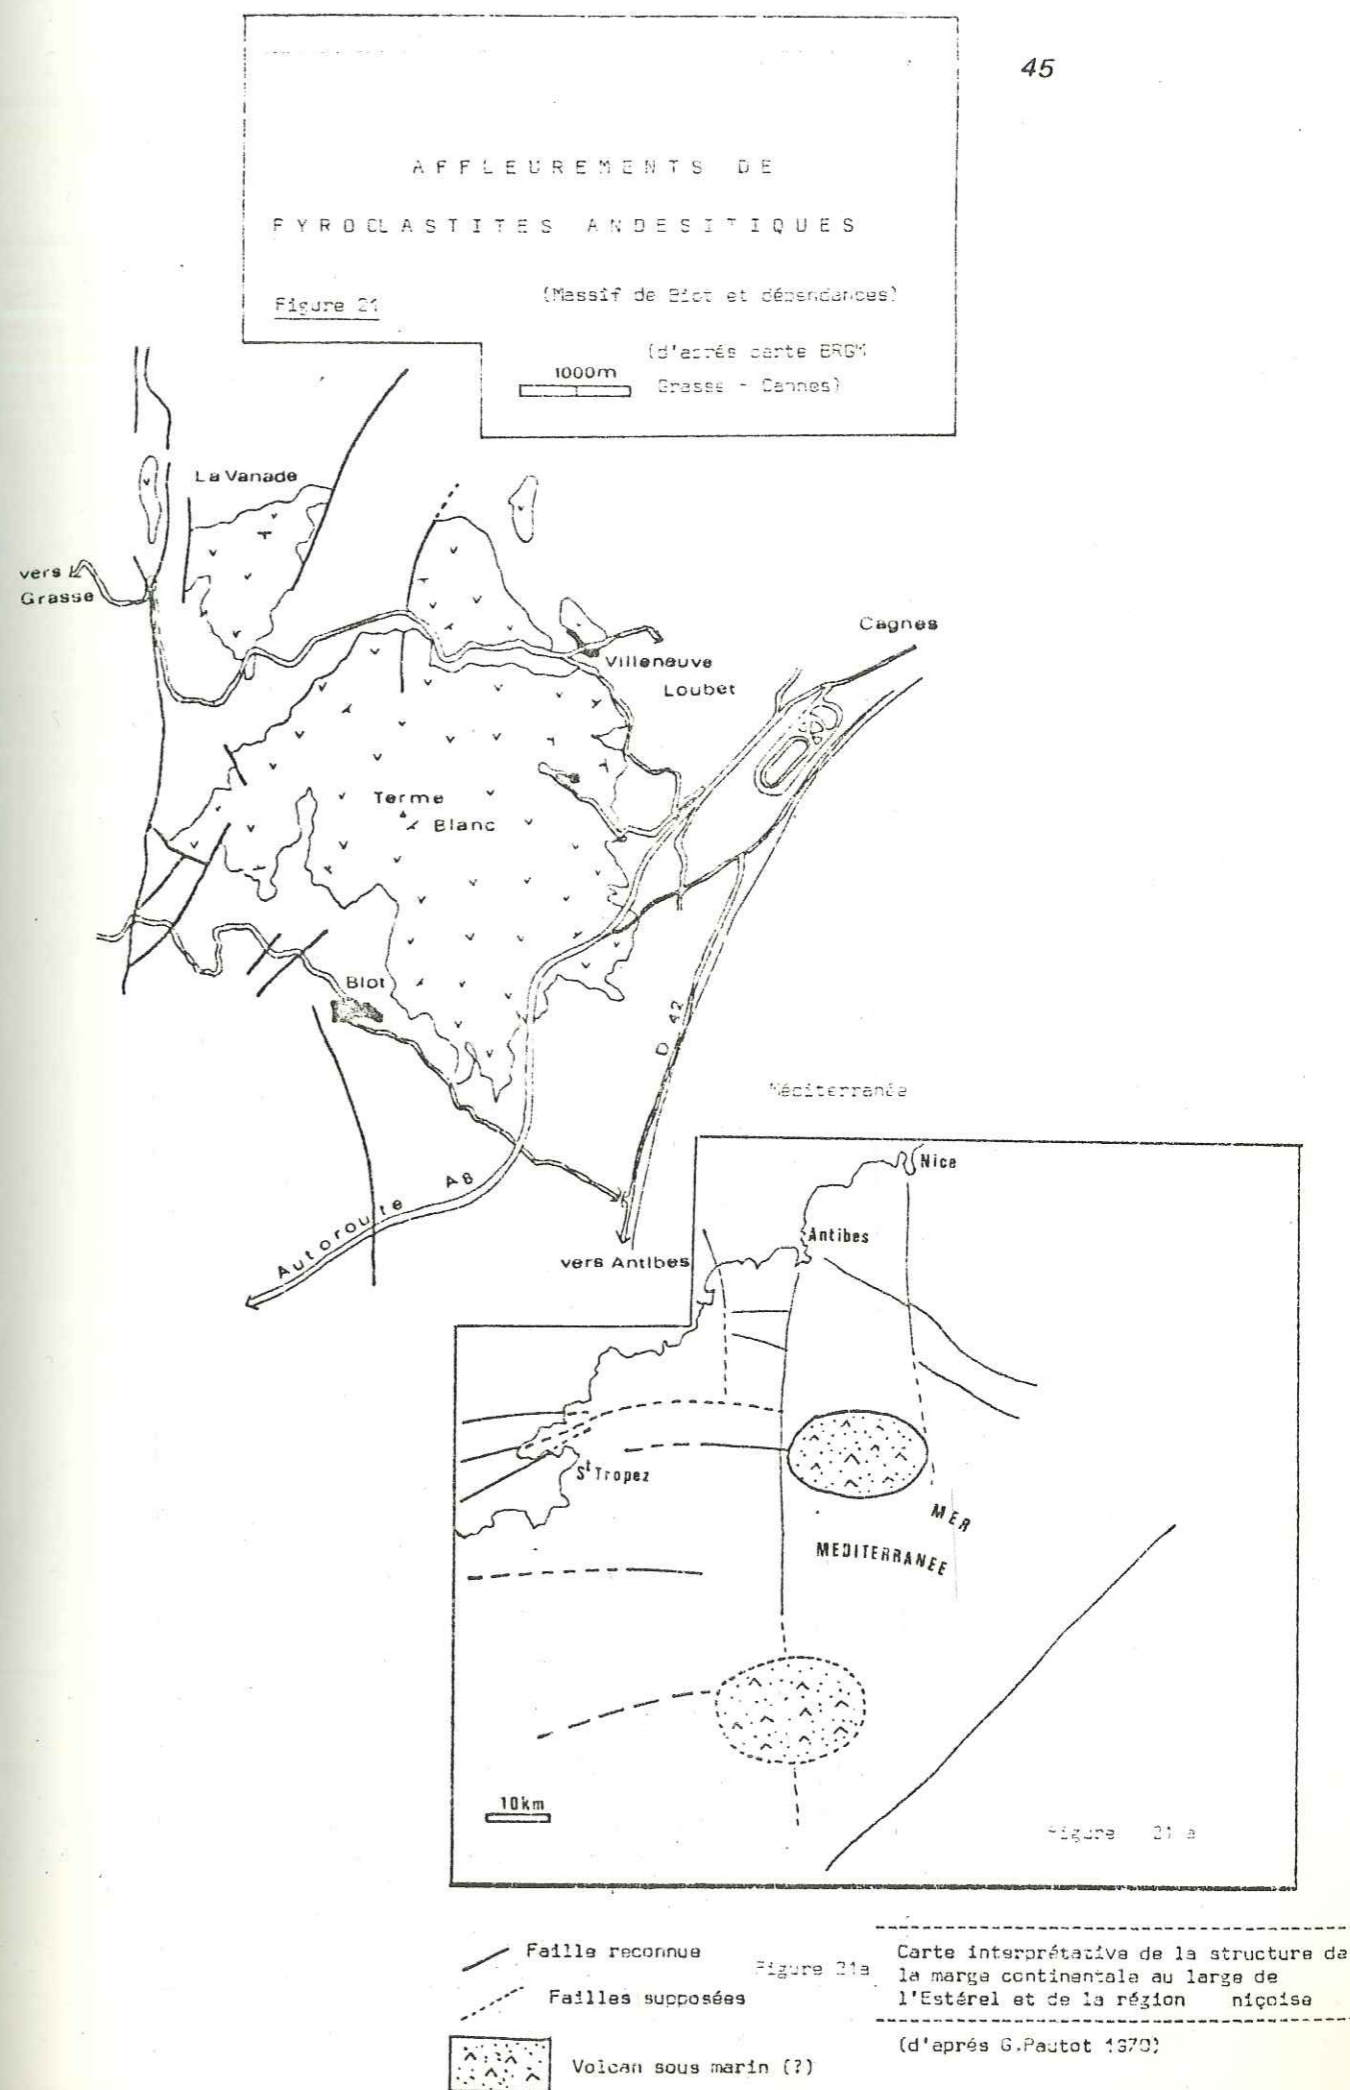 45
AFFLEUREMENTS DE
PYROCLASTITES ANDESITIQUES
(Massif de Biot et dépendances)
Figure 21
(d'aprés carte BRGM
1000m
Grasse - Cannes)
La Vanade
vers
Grasse
Cagnes
Villeneuve
Loubet
Terme
Blanc
Biot
D 42
Méditerranée
Autoroute A8
vers Antibes
Nice
Antibes
St Tropez
MER
MEDITERRANEE
10km
Figure 21 a
Faille reconnue
Failles supposées
Volcan sous marin (?)
Figure 21a
Carte interprétative de la structure de
la marge continentale au large de
l'Estérel et de la région niçoise
(d'aprés G.Pautot 1970)